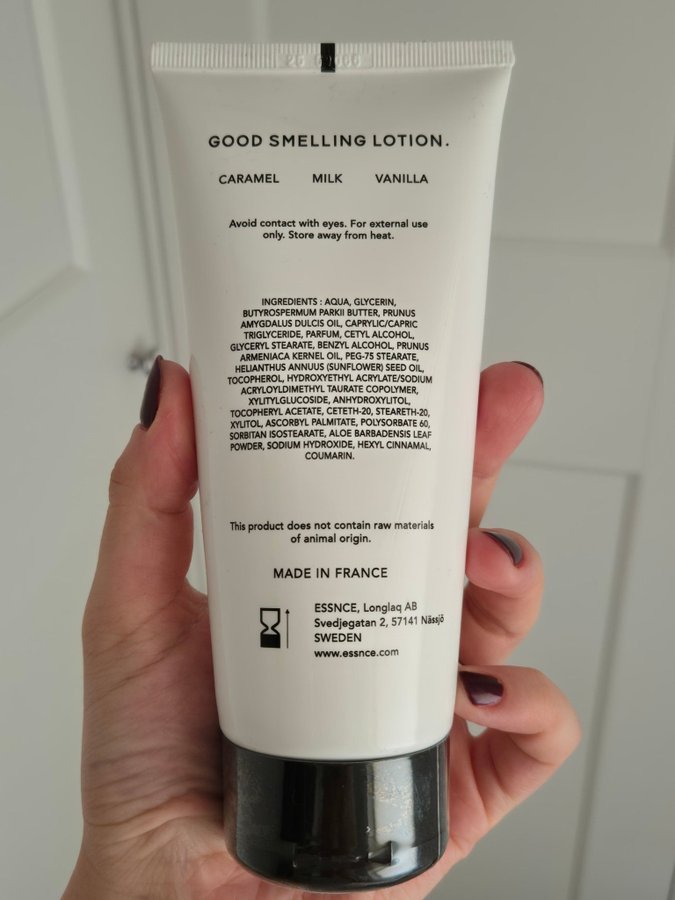 GOOD SMELLING LOTION.
CARAMEL MILK VANILLA
Avoid contact with eyes. For external use
only. Store away from heat.
INGREDIENTS : AQUA, GLYCERIN,
BUTYROSPERMUM PARKII BUTTER, PRUNUS
AMYGDALUS DULCIS OIL, CAPRYLIC/CAPRIC
TRIGLYCERIDE, PARFUM, CETYL ALCOHOL,
GLYCERYL STEARATE, BENZYL ALCOHOL, PRUNUS
ARMENIACA KERNEL OIL, PEG-75 STEARATE,
HELIANTHUS ANNUUS (SUNFLOWER) SEED OIL,
TOCOPHEROL, HYDROXYETHYL ACRYLATE/SODIUM
ACRYLOYLDIMETHYL TAURATE COPOLYMER,
XYLITYLGLUCOSIDE, ANHYDROXYLITOL,
TOCOPHERYL ACETATE, CETETH-20, STEARETH-20,
XYLITOL, ASCORBYL PALMITATE, POLYSORBATE 60,
SORBITAN ISOSTEARATE, ALOE BARBADENSIS LEAF
POWDER, SODIUM HYDROXIDE, HEXYL CINNAMAL,
COUMARIN.
This product does not contain raw materials
of animal origin.
MADE IN FRANCE
ESSNCE, Longlaq AB
Svedjegatan 2, 57141 Nässjö
SWEDEN
www.essnce.com